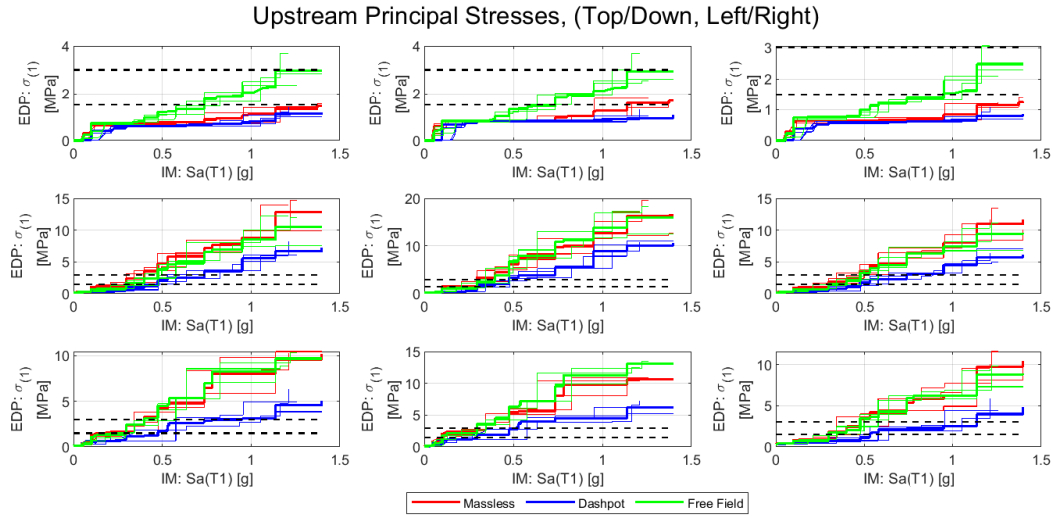 Upstream Principal Stresses, (Top/Down, Left/Right)
EDP: σ(1)
[MPa]
4
2
0
0 0.5 1 1.5
IM: Sa(T1) [g]
EDP: σ(1)
[MPa]
4
2
0
0 0.5 1 1.5
IM: Sa(T1) [g]
EDP: σ(1)
[MPa]
3
2
1
0
0 0.5 1 1.5
IM: Sa(T1) [g]
EDP: σ(1)
[MPa]
15
10
5
0
0 0.5 1 1.5
IM: Sa(T1) [g]
EDP: σ(1)
[MPa]
20
10
0
0 0.5 1 1.5
IM: Sa(T1) [g]
EDP: σ(1)
[MPa]
15
10
5
0
0 0.5 1 1.5
IM: Sa(T1) [g]
EDP: σ(1)
[MPa]
10
5
0
0 0.5 1 1.5
IM: Sa(T1) [g]
EDP: σ(1)
[MPa]
15
10
5
0
0 0.5 1 1.5
IM: Sa(T1) [g]
EDP: σ(1)
[MPa]
10
5
0
0 0.5 1 1.5
IM: Sa(T1) [g]
Massless Dashpot Free Field